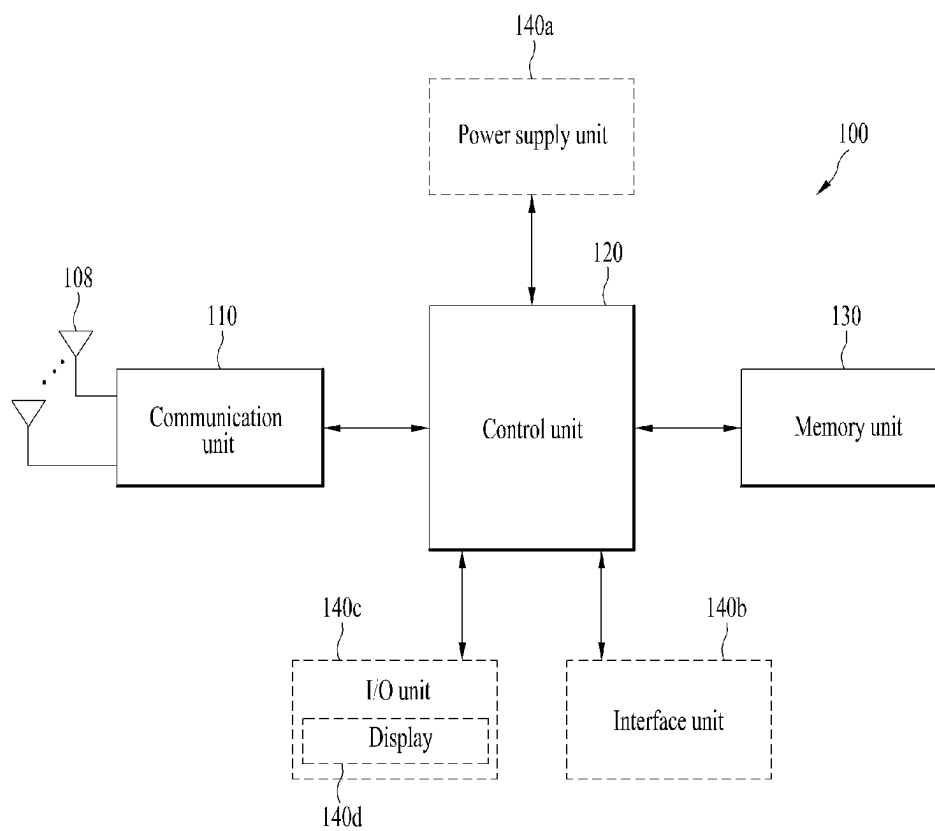 140a
Power supply unit
100
120
108
110
130
Communication
unit
Control unit
Memory unit
140c
140b
I/O unit
Display
Interface unit
140d